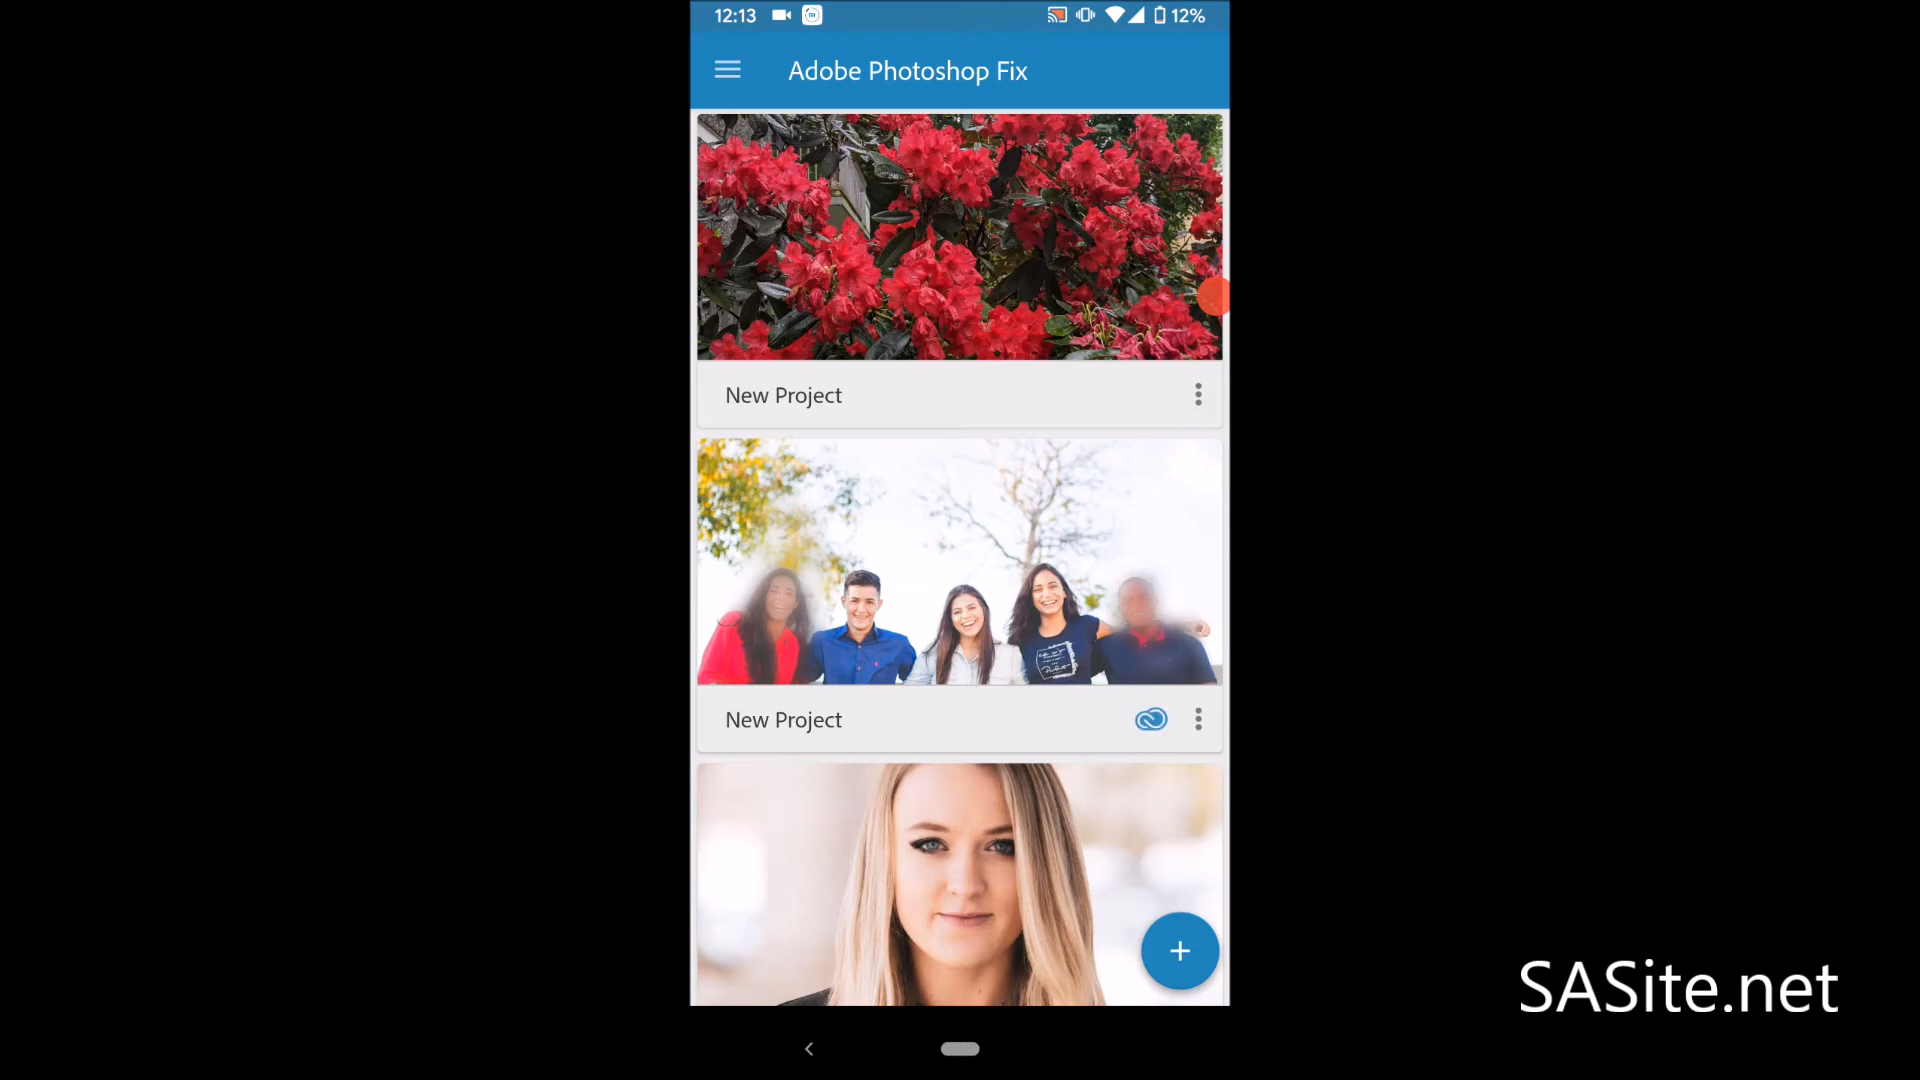 12:13
12%
Adobe Photoshop Fix
New Project
New Project
SASite.net